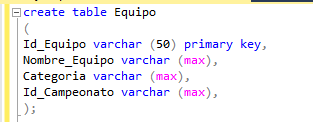 create table Equipo
(
Id_Equipo varchar (50) primary key,
Nombre_Equipo varchar (max),
Categoria varchar (max),
Id_Campeonato varchar (max),
);